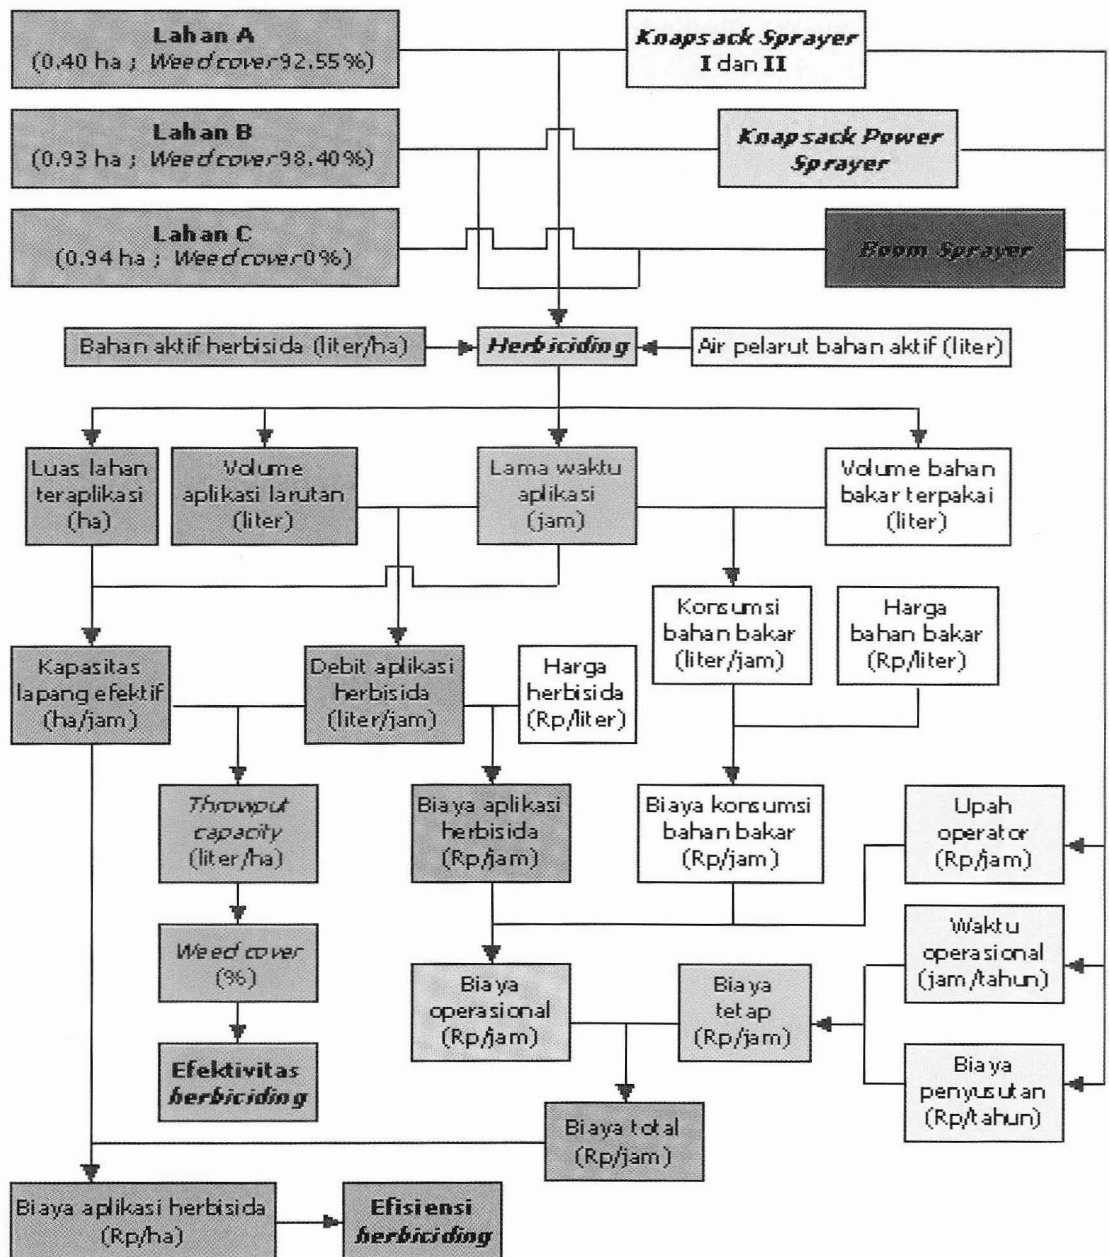 Lahan A
(0.40 ha ; Weed cover 92.55%)
Knapsack Sprayer
I dan II
Lahan B
(0.93 ha ; Weed cover 98.40%)
Knapsack Power
Sprayer
Lahan C
(0.94 ha ; Weed cover 0%)
Boom Sprayer
Bahan aktif herbisida (liter/ha)
Herbiciding
Air pelarut bahan aktif (liter)
Luas lahan
teraplikasi
(ha)
Volume
aplikasi larutan
(liter)
Lama waktu
aplikasi
(jam)
Volume bahan
bakar terpakai
(liter)
Konsumsi
bahan bakar
(liter/jam)
Harga
bahan bakar
(Rp/liter)
Kapasitas
lapang efektif
(ha/jam)
Debit aplikasi
herbisida
(liter/jam)
Harga
herbisida
(Rp/liter)
Throwput
capacity
(liter/ha)
Biaya aplikasi
herbisida
(Rp/jam)
Biaya konsumsi
bahan bakar
(Rp/jam)
Upah
operator
(Rp/jam)
Weed cover
(%)
Waktu
operasional
(jam/tahun)
Biaya
operasional
(Rp/jam)
Biaya
tetap
(Rp/jam)
Efektivitas
herbiciding
Biaya
penyusutan
(Rp/tahun)
Biaya total
(Rp/jam)
Biaya aplikasi herbisida
(Rp/ha)
Efisiensi
herbiciding